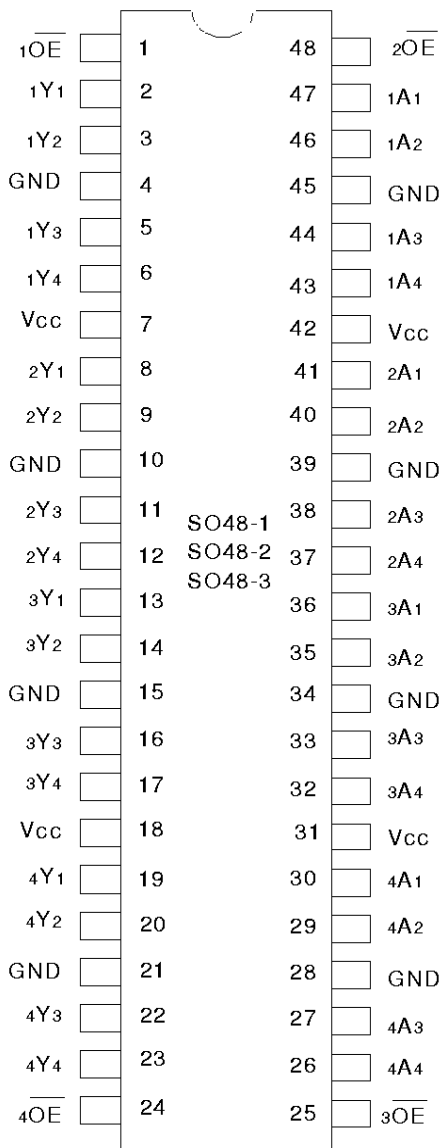 1OE 1 48 2OE
1Y1 2 47 1A1
1Y2 3 46 1A2
GND 4 45 GND
1Y3 5 44 1A3
1Y4 6 43 1A4
Vcc 7 42 Vcc
2Y1 8 41 2A1
2Y2 9 40 2A2
GND 10 39 GND
2Y3 11 38 2A3
SO48-1
2Y4 12 37 2A4
SO48-2
SO48-3
3Y1 13 36 3A1
3Y2 14 35 3A2
GND 15 34 GND
3Y3 16 33 3A3
3Y4 17 32 3A4
Vcc 18 31 Vcc
4Y1 19 30 4A1
4Y2 20 29 4A2
GND 21 28 GND
4Y3 22 27 4A3
4Y4 23 26 4A4
4OE 24 25 3OE